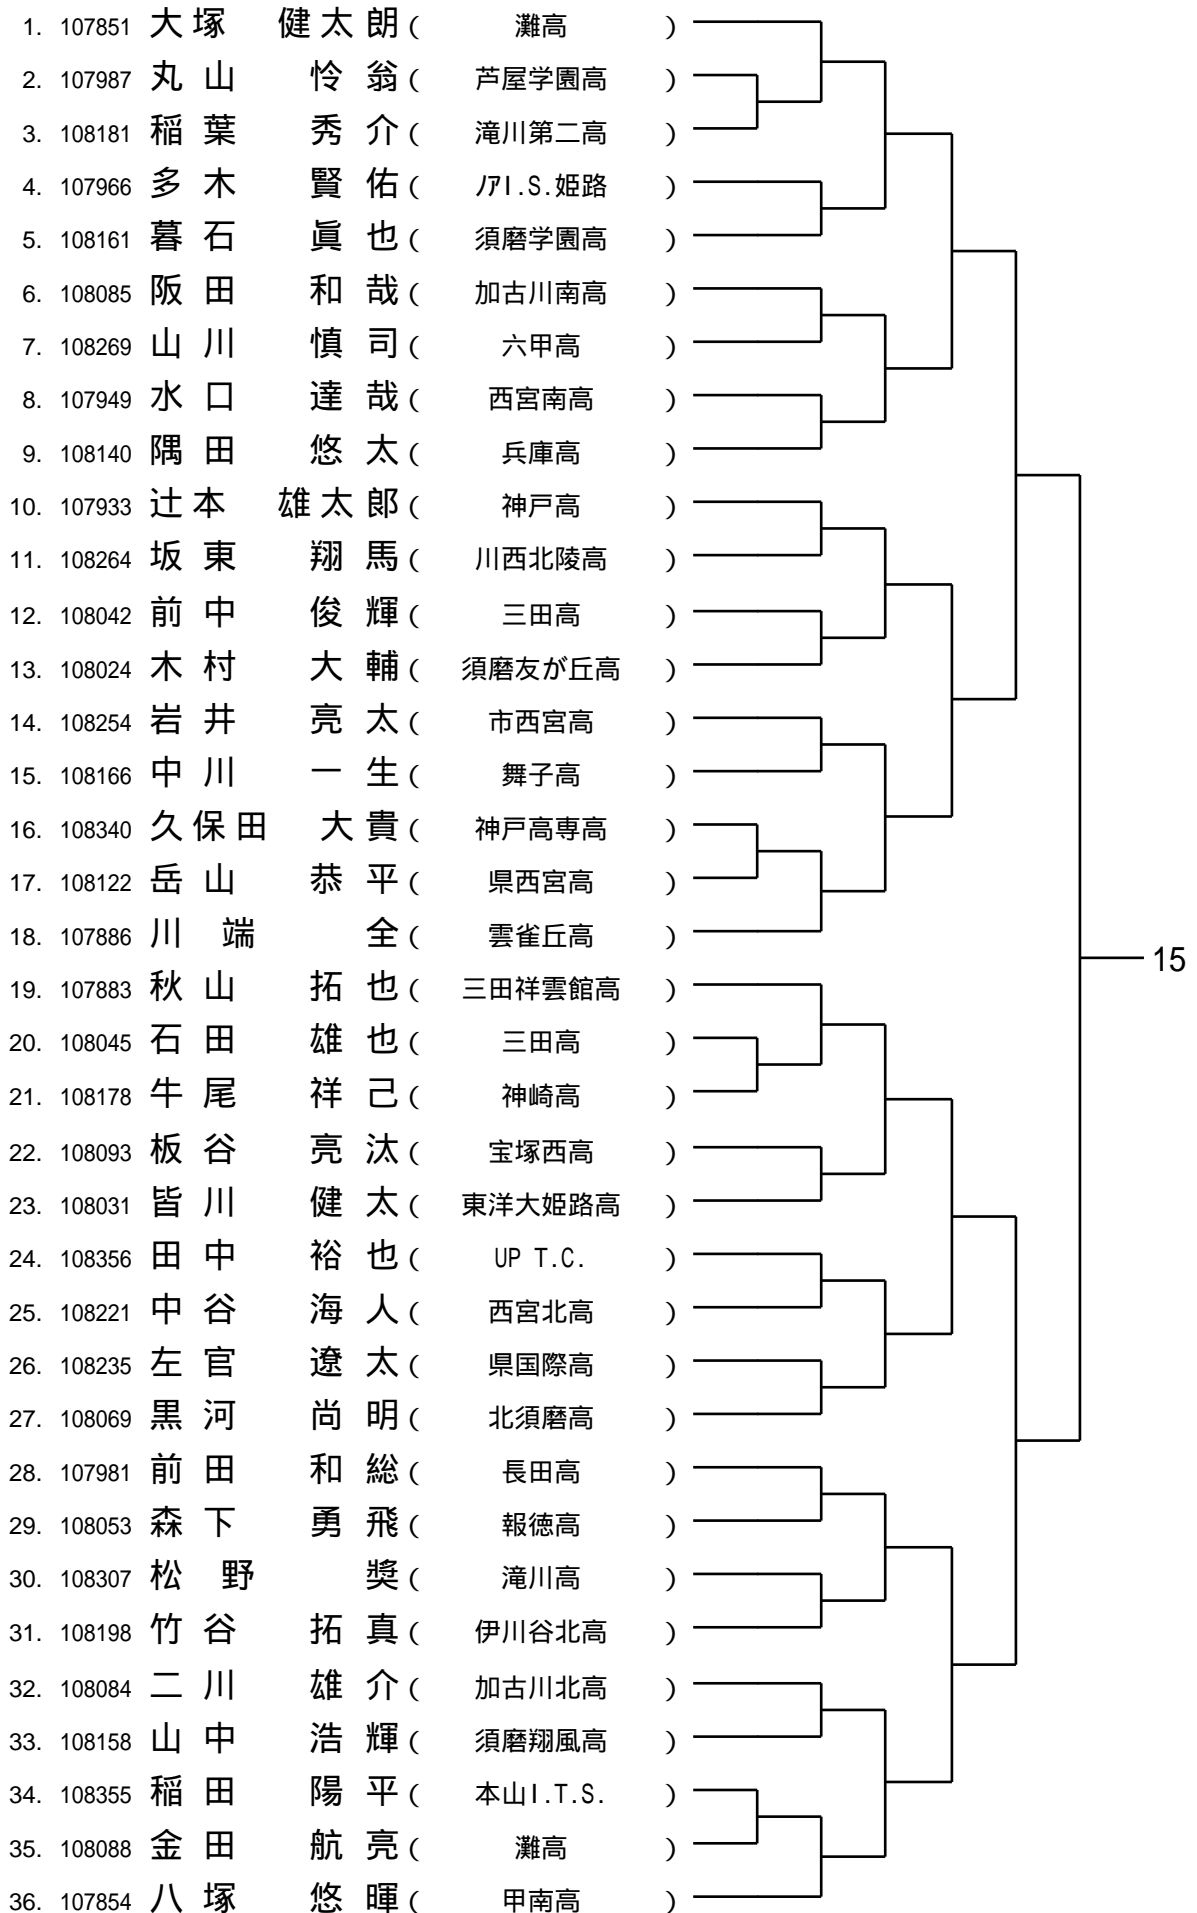 1. 107851 大塚 健太朗 ( 灘高 )
2. 107987 丸山 怜翁 ( 芦屋学園高 )
3. 108181 稲葉 秀介 ( 滝川第二高 )
4. 107966 多木 賢佑 ( ﾉｱI.S.姫路 )
5. 108161 暮石 眞也 ( 須磨学園高 )
6. 108085 阪田 和哉 ( 加古川南高 )
7. 108269 山川 慎司 ( 六甲高 )
8. 107949 水口 達哉 ( 西宮南高 )
9. 108140 隅田 悠太 ( 兵庫高 )
10. 107933 辻本 雄太郎 ( 神戸高 )
11. 108264 坂東 翔馬 ( 川西北陵高 )
12. 108042 前中 俊輝 ( 三田高 )
13. 108024 木村 大輔 ( 須磨友が丘高 )
14. 108254 岩井 亮太 ( 市西宮高 )
15. 108166 中川 一生 ( 舞子高 )
16. 108340 久保田 大貴 ( 神戸高専高 )
17. 108122 岳山 恭平 ( 県西宮高 )
18. 107886 川端 全 ( 雲雀丘高 )
15
19. 107883 秋山 拓也 ( 三田祥雲館高 )
20. 108045 石田 雄也 ( 三田高 )
21. 108178 牛尾 祥己 ( 神崎高 )
22. 108093 板谷 亮汰 ( 宝塚西高 )
23. 108031 皆川 健太 ( 東洋大姫路高 )
24. 108356 田中 裕也 ( UP T.C. )
25. 108221 中谷 海人 ( 西宮北高 )
26. 108235 左官 遼太 ( 県国際高 )
27. 108069 黒河 尚明 ( 北須磨高 )
28. 107981 前田 和総 ( 長田高 )
29. 108053 森下 勇飛 ( 報徳高 )
30. 108307 松野 奨 ( 滝川高 )
31. 108198 竹谷 拓真 ( 伊川谷北高 )
32. 108084 二川 雄介 ( 加古川北高 )
33. 108158 山中 浩輝 ( 須磨翔風高 )
34. 108355 稲田 陽平 ( 本山I.T.S. )
35. 108088 金田 航亮 ( 灘高 )
36. 107854 八塚 悠暉 ( 甲南高 )